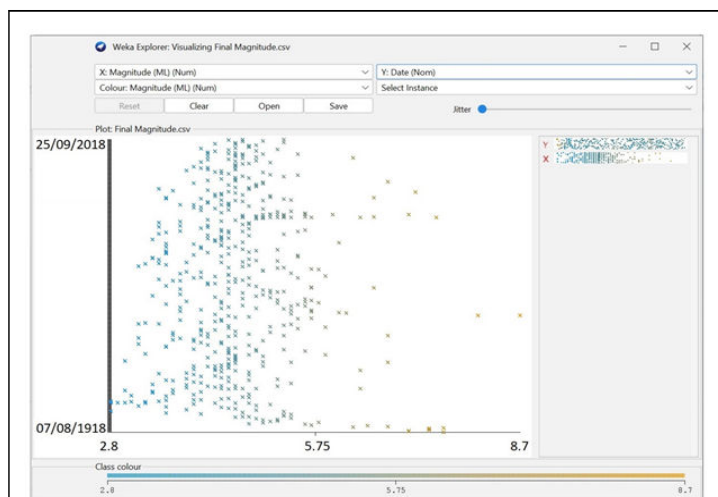 Weka Explorer: Visualizing Final Magnitude.csv
X: Magnitude (ML) (Num)
Y: Date (Nom)
Colour: Magnitude (ML) (Num)
Select Instance
Reset
Clear
Open
Save
Jitter
Plot: Final Magnitude.csv
25/09/2018
Y
X
07/08/1918
2.8
5.75
8.7
Class colour
2.8
5.75
8.7